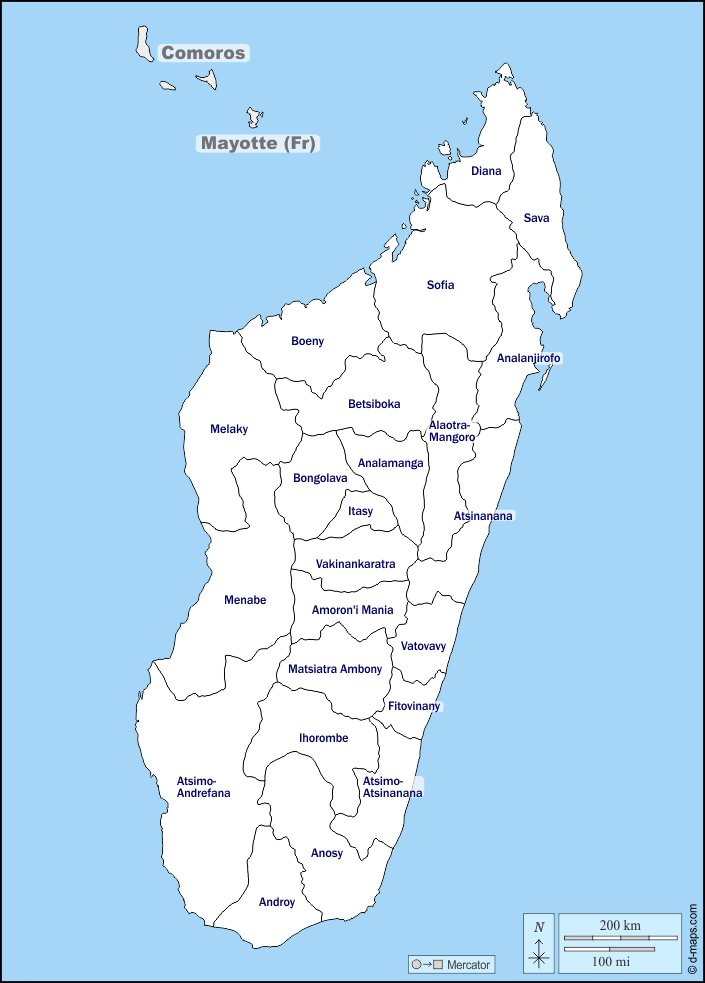 Comoros
Mayotte (Fr)
Diana
Sava
Sofia
Boeny
Analanjirofo
Betsiboka
Melaky
Alaotra-
Mangoro
Analamanga
Bongolava
Itasy
Atsinanana
Vakinankaratra
Menabe
Amoron'i Mania
Vatovavy
Matsiatra Ambony
Fitovinany
Ihorombe
Atsimo-
Andrefana
Atsimo-
Atsinanana
Anosy
Androy
N
200 km
100 mi
Mercator
© d-maps.com